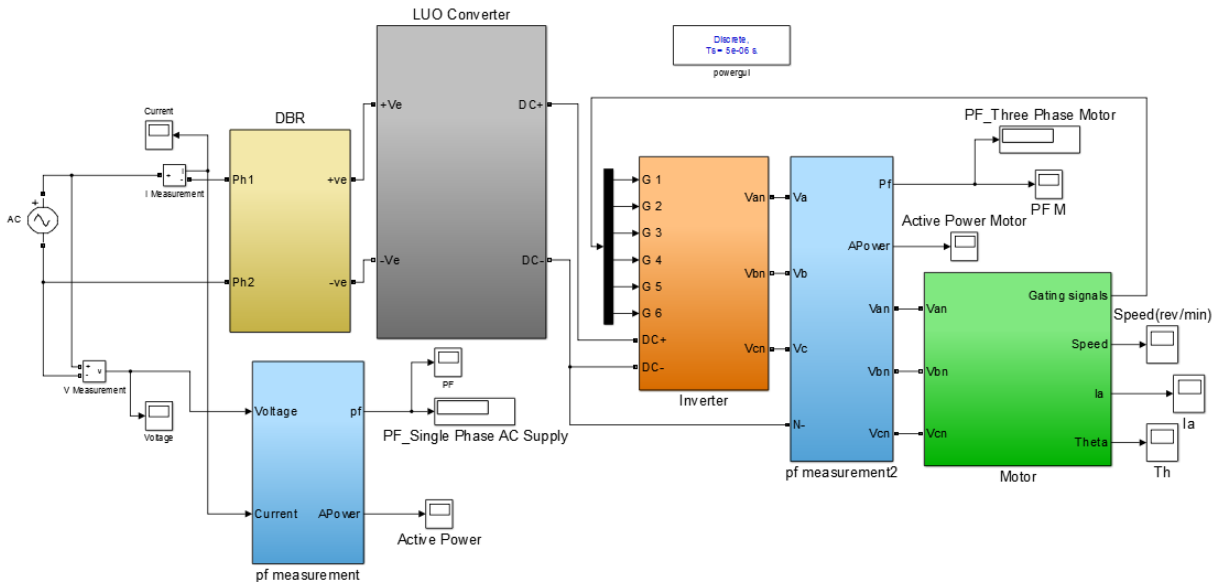 LUO Converter
Discrete,
Ts = 5e-06 s.
powergui
Current
DBR
+Ve
DC+
PF_Three Phase Motor
+
-
I
I Measurement
Ph1
+ve
G 1
G 2
G 3
G 4
G 5
G 6
Van
Va
Pf
PF M
AC
+
Active Power Motor
APower
-Ve
DC-
Ph2
-ve
Vbn
Vb
Van
Van
Gating signals
Speed(rev/min)
DC+
Vcn
Vc
Speed
DC-
Vbn
Vbn
+
-
v
V Measurement
PF
Inverter
Ia
Ia
Voltage
Voltage
pf
PF_Single Phase AC Supply
N-
Vcn
Vcn
Theta
Th
pf measurement2
Motor
Current
APower
Active Power
pf measurement